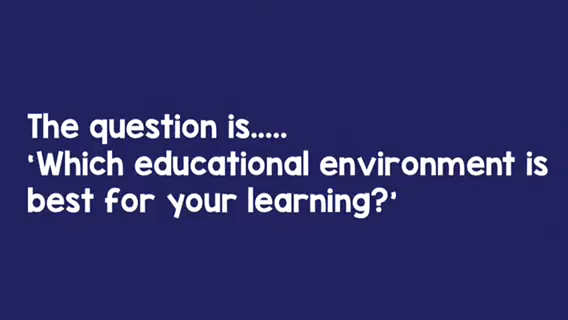 The question is.....
‘Which educational environment is
best for your learning?’